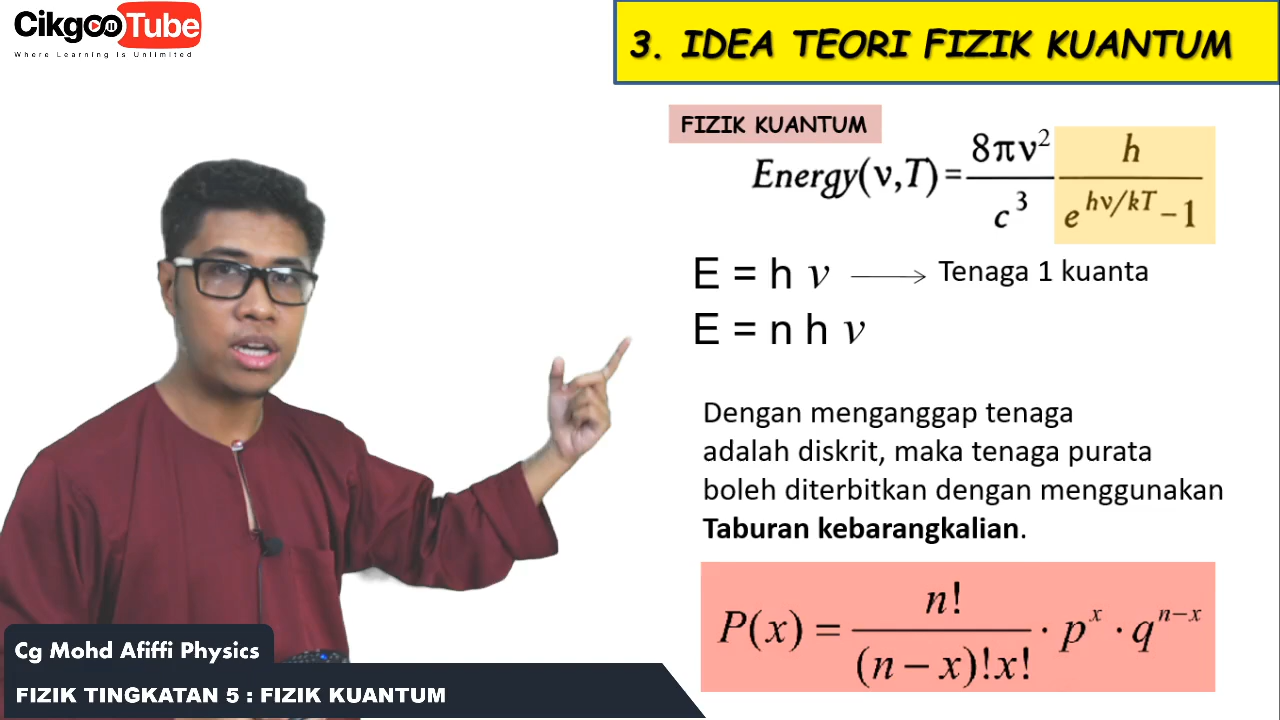 CikgooTube
Where Learning is Unlimited
3. IDEA TEORI FIZIK KUANTUM
FIZIK KUANTUM
Energy(ν,T) = 8πν² / c³ h / e^{hν/kT} − 1
E = h ν → Tenaga 1 kuanta
E = n h ν
Dengan menganggap tenaga
adalah diskrit, maka tenaga purata
boleh diterbitkan dengan menggunakan
Taburan kebarangkalian.
P(x) = n! / (n − x)!x! · p^x · q^{n−x}
Cg Mohd Afiffi Physics
FIZIK TINGKATAN 5 : FIZIK KUANTUM